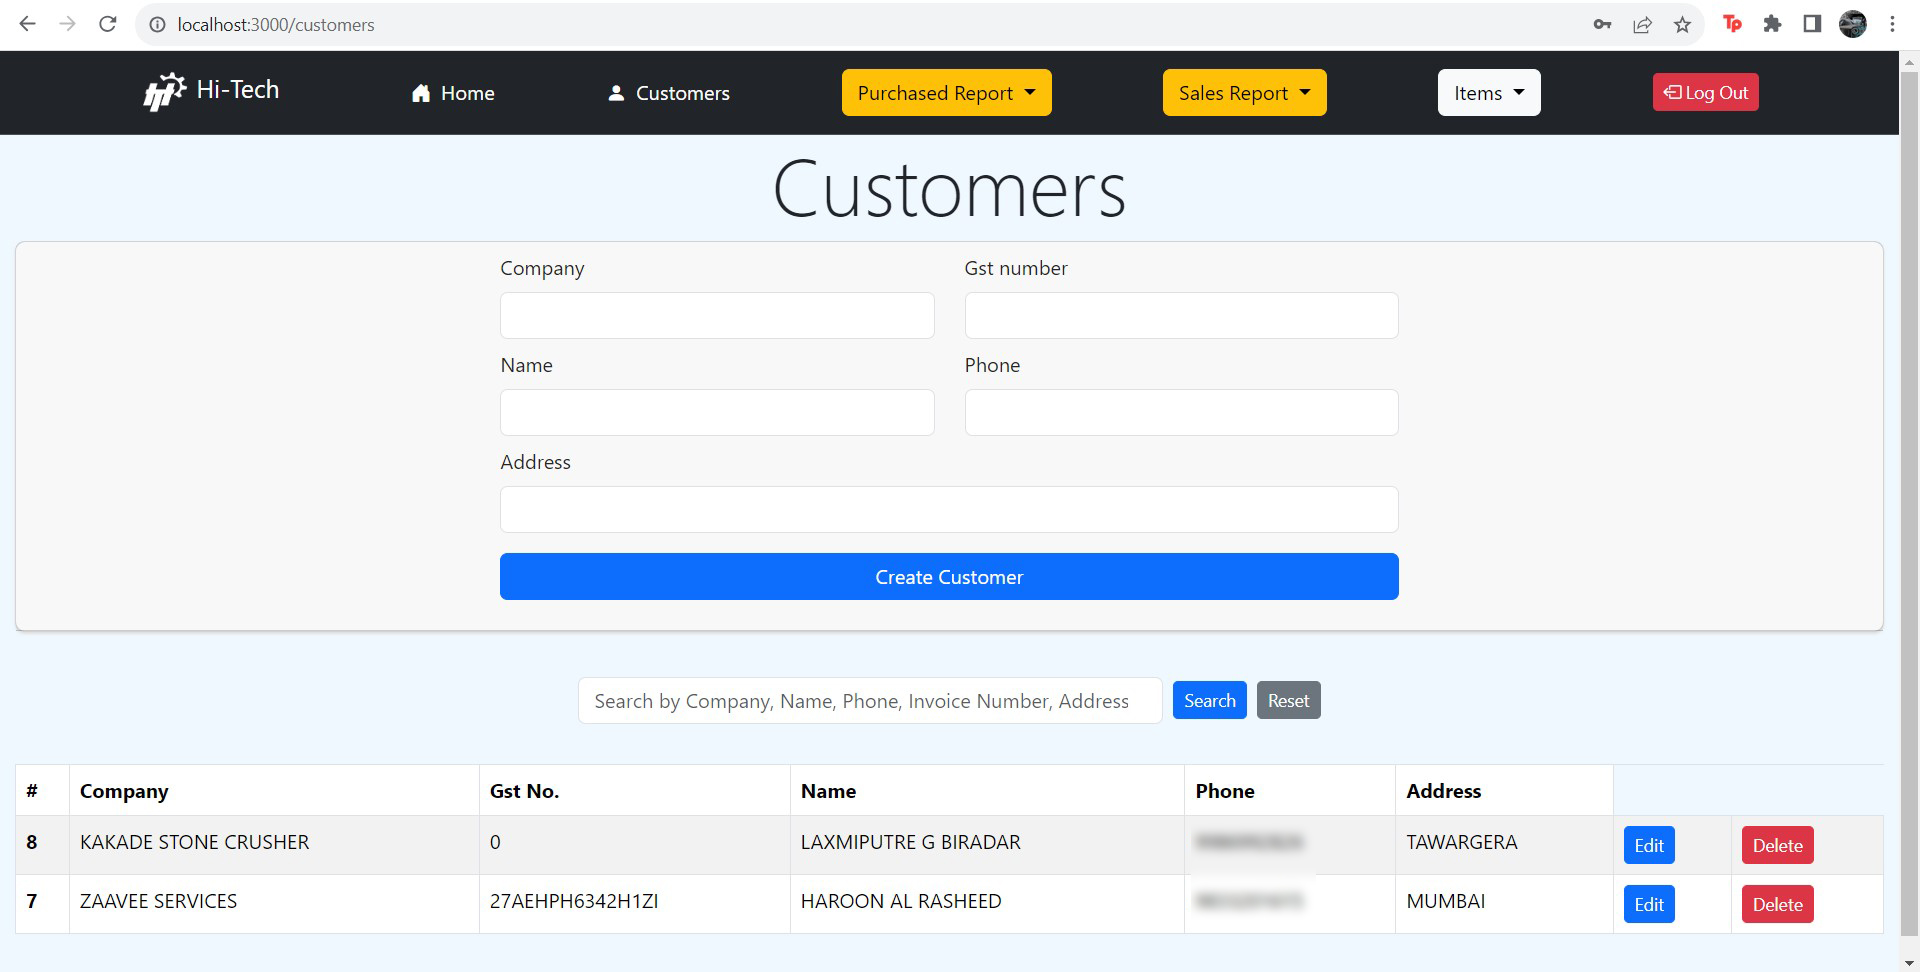 localhost:3000/customers
Tp
Hi-Tech Home Customers Purchased Report Sales Report Items Log Out
Customers
Company Gst number
Name Phone
Address
Create Customer
Search by Company, Name, Phone, Invoice Number, Address Search Reset
# Company Gst No. Name Phone Address
8 KAKADE STONE CRUSHER 0 LAXMIPUTRE G BIRADAR TAWARGERA Edit Delete
7 ZAAVEE SERVICES 27AEHPH6342H1ZI HAROON AL RASHEED MUMBAI Edit Delete